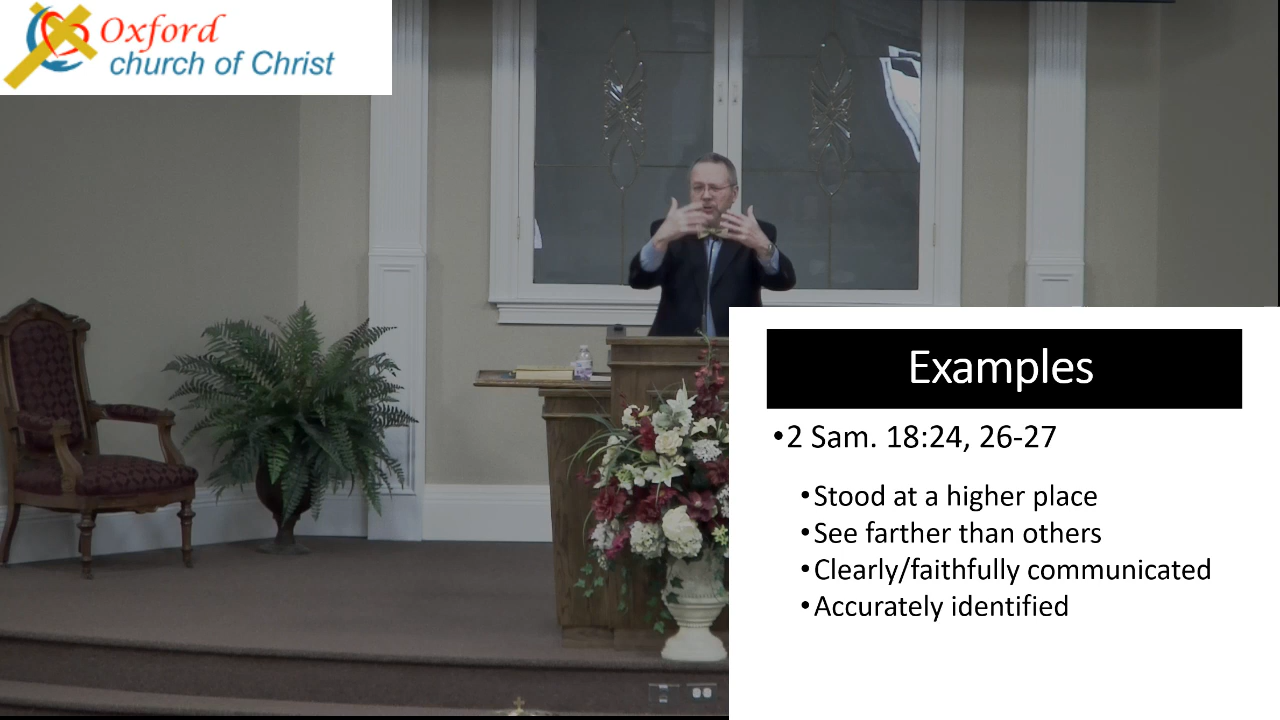 Oxford
church of Christ
Examples
•2 Sam. 18:24, 26-27
•Stood at a higher place
•See farther than others
•Clearly/faithfully communicated
•Accurately identified